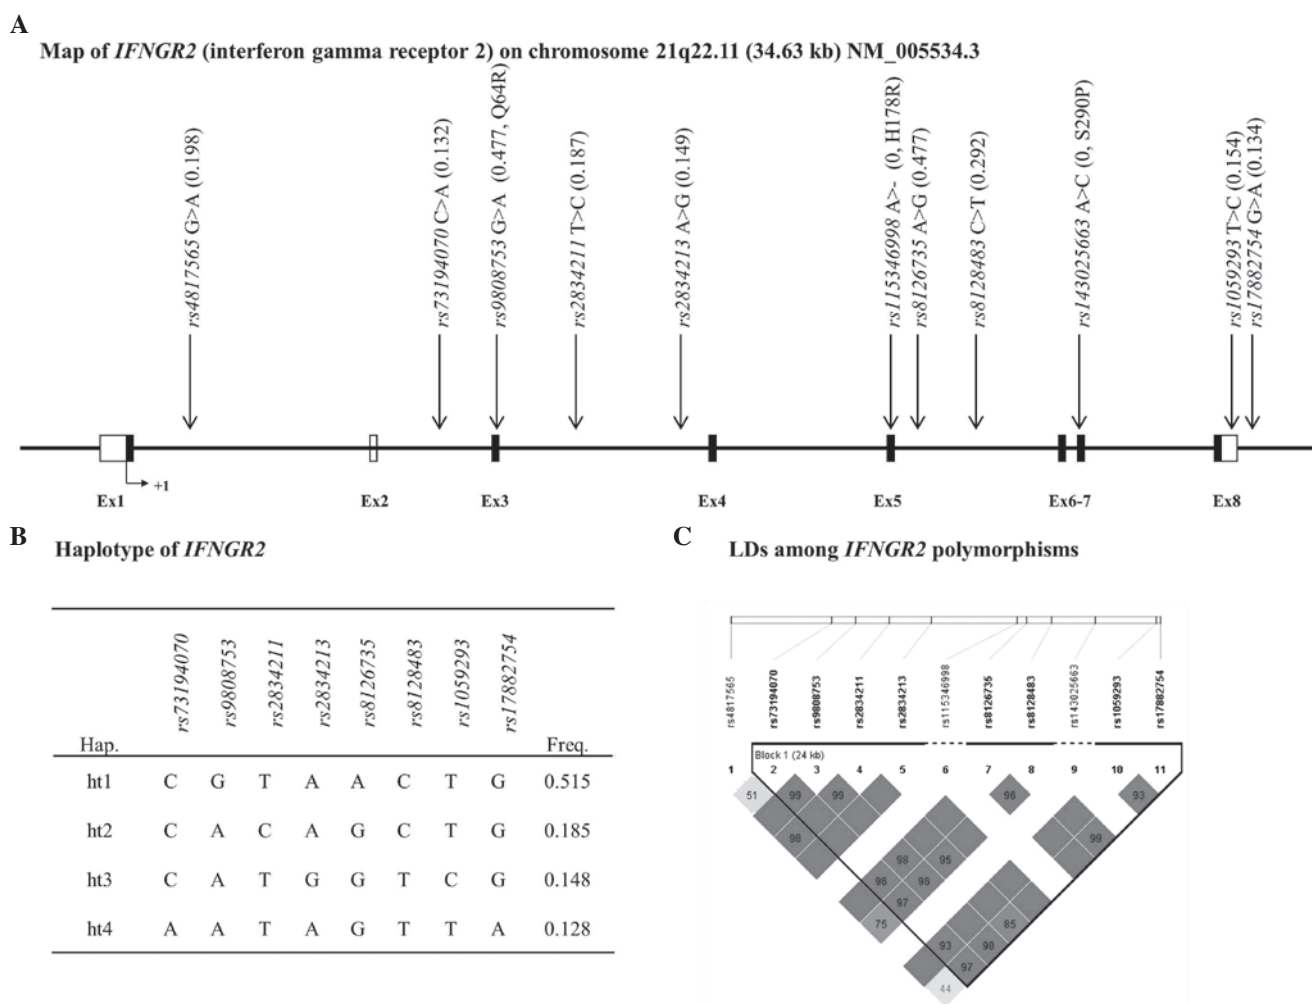 A
Map of IFNGR2 (interferon gamma receptor 2) on chromosome 21q22.11 (34.63 kb) NM_005534.3
rs4817565 G>A (0.198)
rs73194070 C>A (0.132)
rs9808753 G>A (0.477, Q64R)
rs2834211 T>C (0.187)
rs2834213 A>G (0.149)
rs115346998 A>- (0, H178R)
rs8126735 A>G (0.477)
rs8128483 C>T (0.292)
rs143025663 A>C (0, S290P)
rs1059293 T>C (0.154)
rs17882754 G>A (0.134)
+1
Ex1 Ex2 Ex3 Ex4 Ex5 Ex6-7 Ex8
B
Haplotype of IFNGR2
rs73194070 rs9808753 rs2834211 rs2834213 rs8126735 rs8128483 rs1059293 rs17882754
Hap. Freq.
ht1 C G T A A C T G 0.515
ht2 C A C A G C T G 0.185
ht3 C A T G G T C G 0.148
ht4 A A T A G T T A 0.128
C
LDs among IFNGR2 polymorphisms
rs4817565 rs73194070 rs9808753 rs2834211 rs2834213 rs115346998 rs8126735 rs8128483 rs143025663 rs1059293 rs17882754
Block 1 (24 kb)
1 2 3 4 5 6 7 8 9 10 11
51 99 99 96 93
98 99
98 95
96 96
97
75 85
93 98
97
44